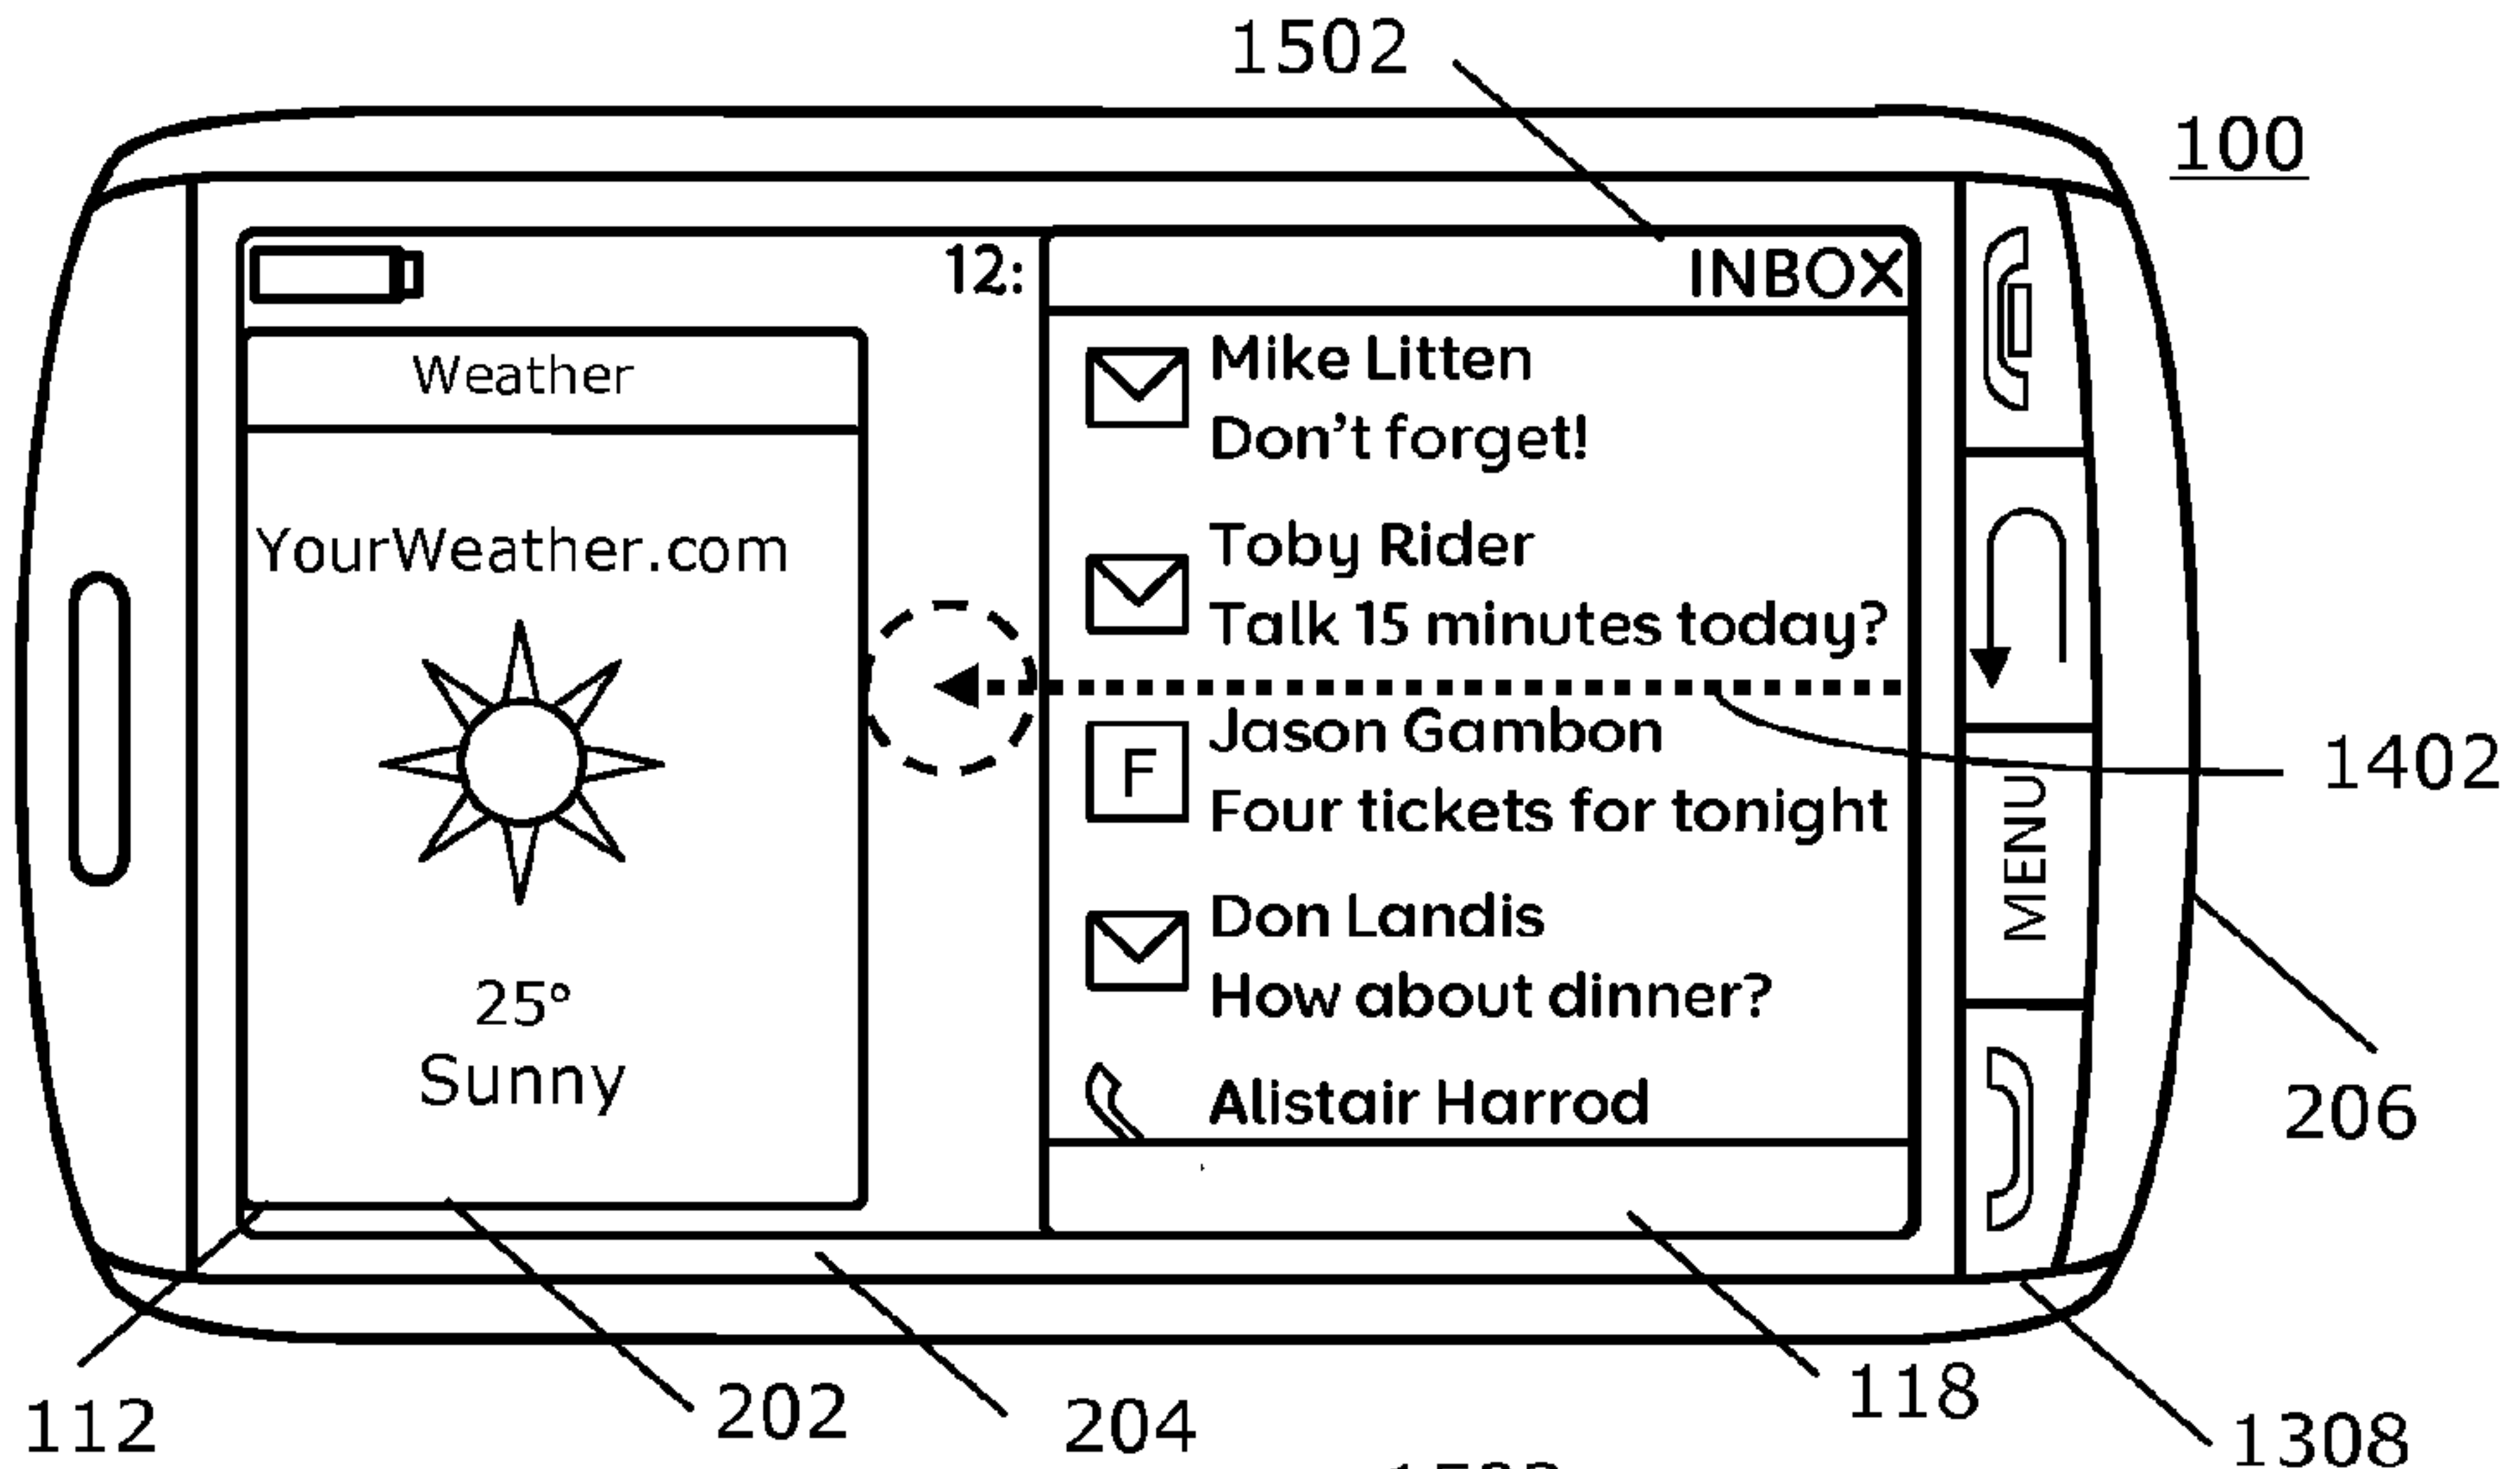 1502
100
12:
INBOX
Weather
Mike Litten
Don't forget!
YourWeather.com
Toby Rider
Talk 15 minutes today?
Jason Gambon
F
Four tickets for tonight
1402
MENU
Don Landis
How about dinner?
25°
Sunny
Alistair Harrod
206
112
202
204
118
1308